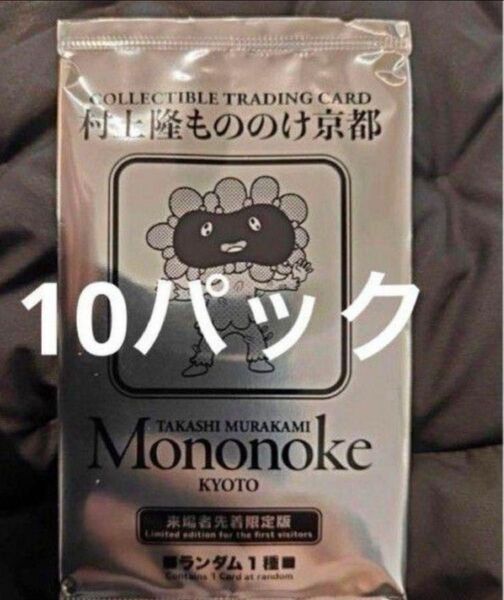 COLLECTIBLE TRADING CARD
村上隆もののけ京都
10パック
TAKASHI MURAKAMI
Mononoke
KYOTO
来場者先着限定版
Limited edition for the first visitors
■ランダム1種■
Contains 1 Card at random